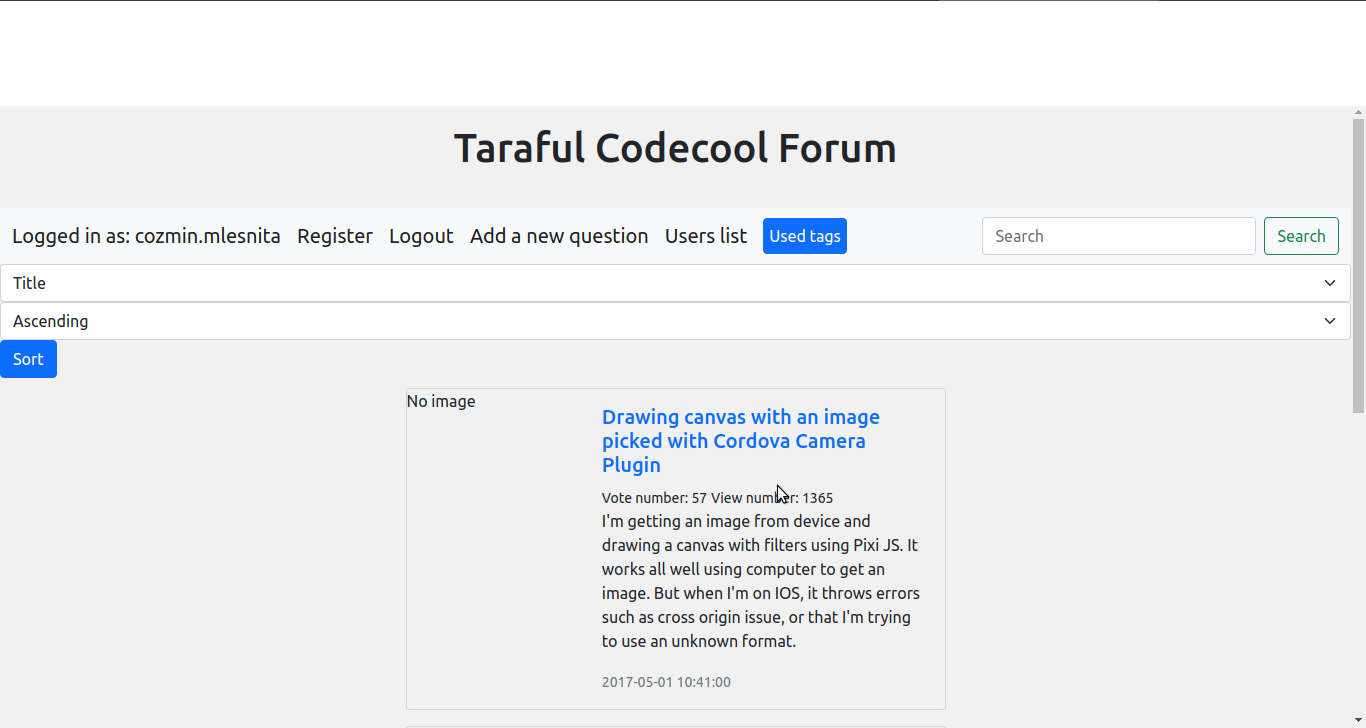 Taraful Codecool Forum
Logged in as: cozmin.mlesnita Register Logout Add a new question Users list Used tags Search Search
Title
Ascending
Sort
No image
Drawing canvas with an image
picked with Cordova Camera
Plugin
Vote number: 57 View number: 1365
I'm getting an image from device and
drawing a canvas with filters using Pixi JS. It
works all well using computer to get an
image. But when I'm on IOS, it throws errors
such as cross origin issue, or that I'm trying
to use an unknown format.
2017-05-01 10:41:00